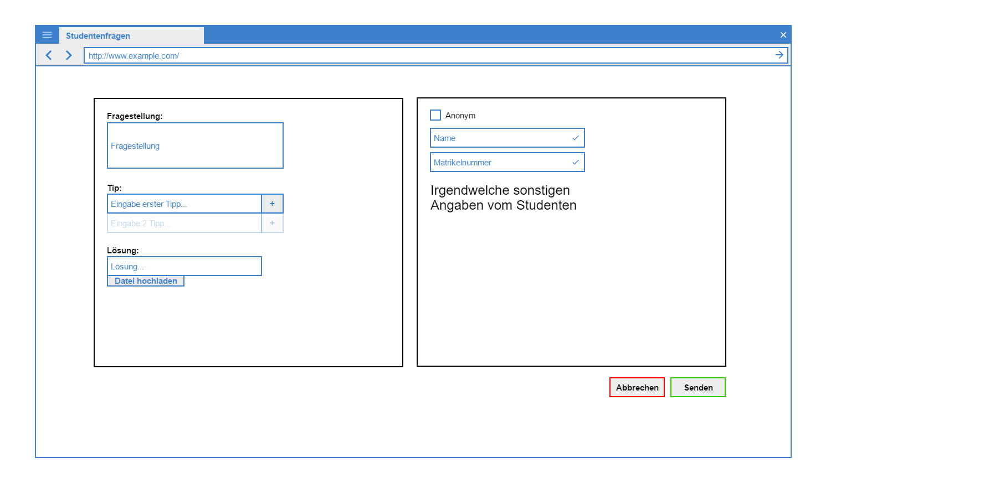 Studentenfragen
http://www.example.com/
Fragestellung:
Fragestellung
Tip:
Eingabe erster Tipp...
+
Eingabe 2 Tipp...
+
Lösung:
Lösung...
Datei hochladen
Anonym
Name
Matrikelnummer
Irgendwelche sonstigen
Angaben vom Studenten
Abbrechen
Senden